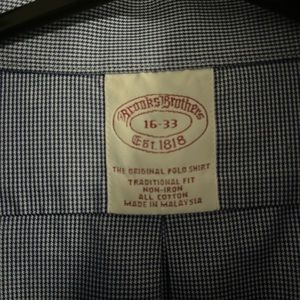 Brooks Brothers
16-33
Est. 1818
THE ORIGINAL POLO SHIRT
TRADITIONAL FIT
NON-IRON
ALL COTTON
MADE IN MALAYSIA